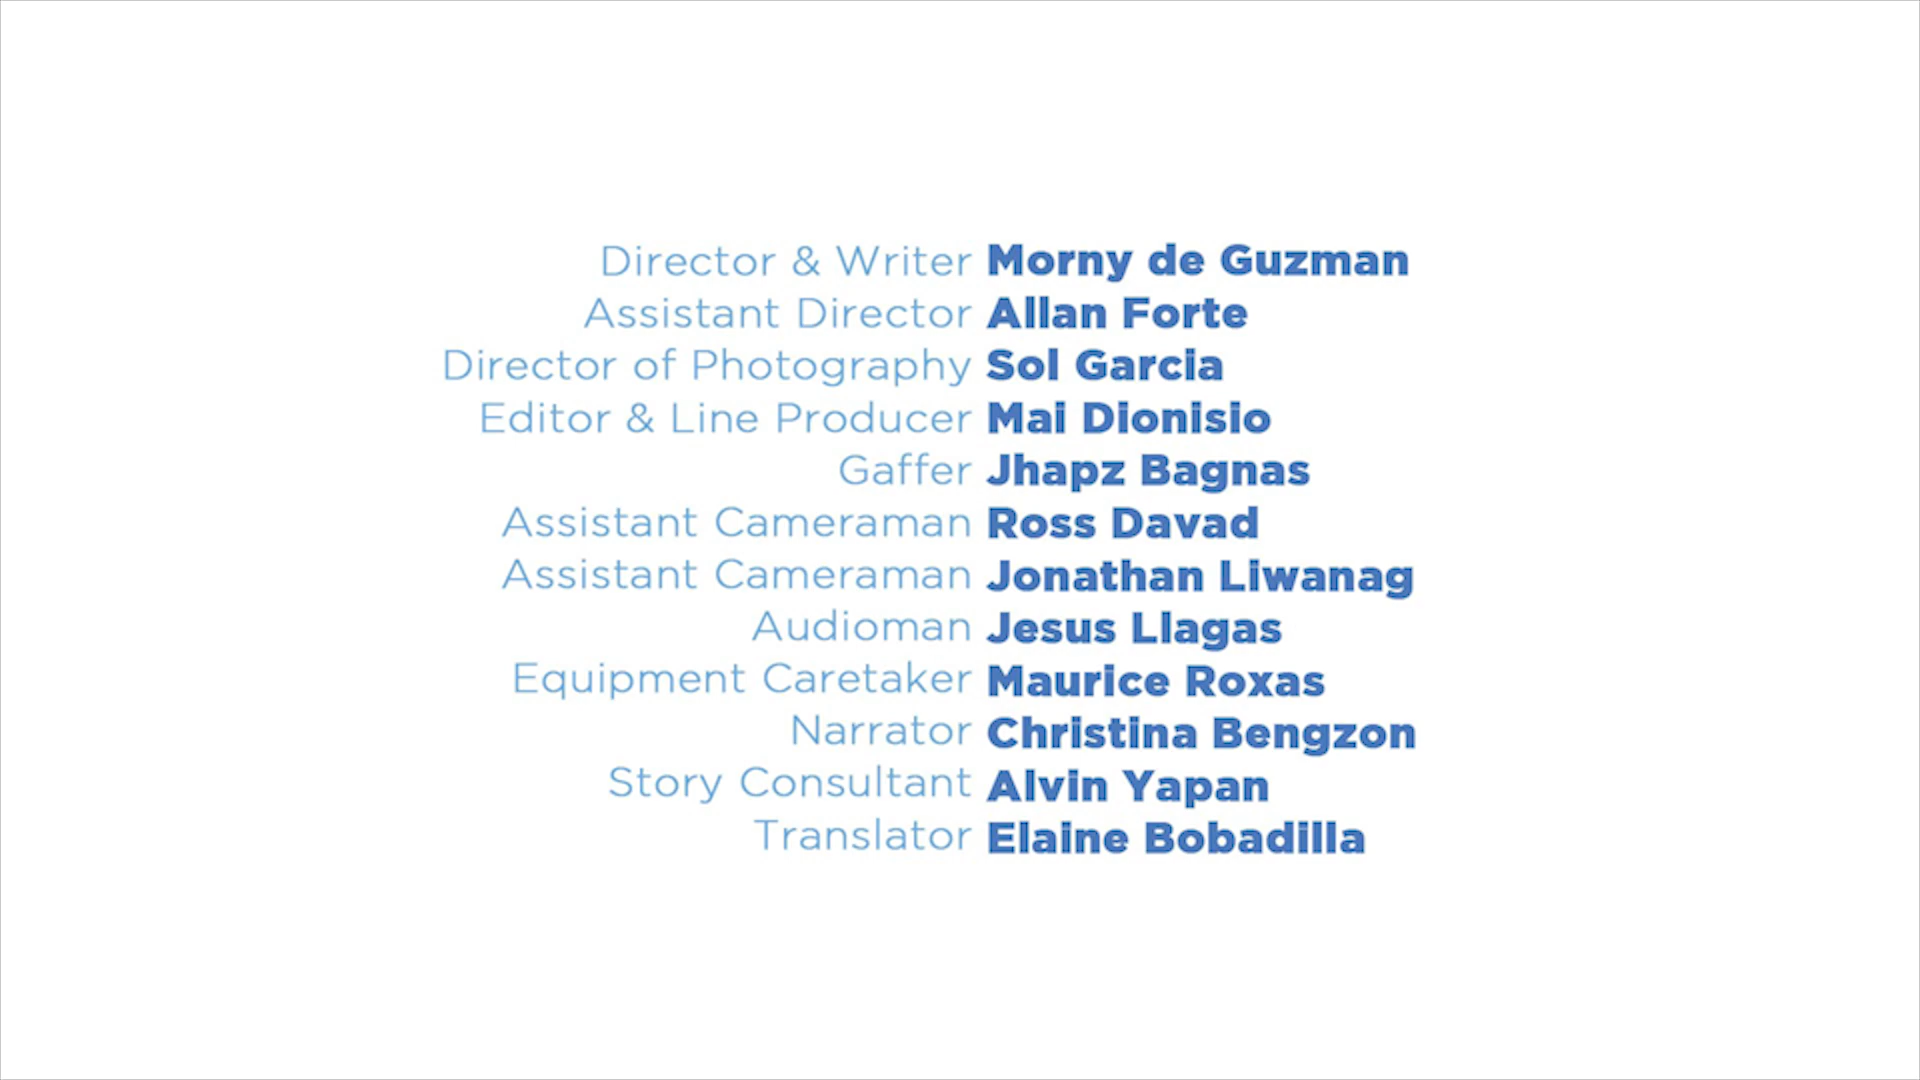 Director & Writer Morny de Guzman
Assistant Director Allan Forte
Director of Photography Sol Garcia
Editor & Line Producer Mai Dionisio
Gaffer Jhapz Bagnas
Assistant Cameraman Ross Davad
Assistant Cameraman Jonathan Liwanag
Audioman Jesus Llagas
Equipment Caretaker Maurice Roxas
Narrator Christina Bengzon
Story Consultant Alvin Yapan
Translator Elaine Bobadilla